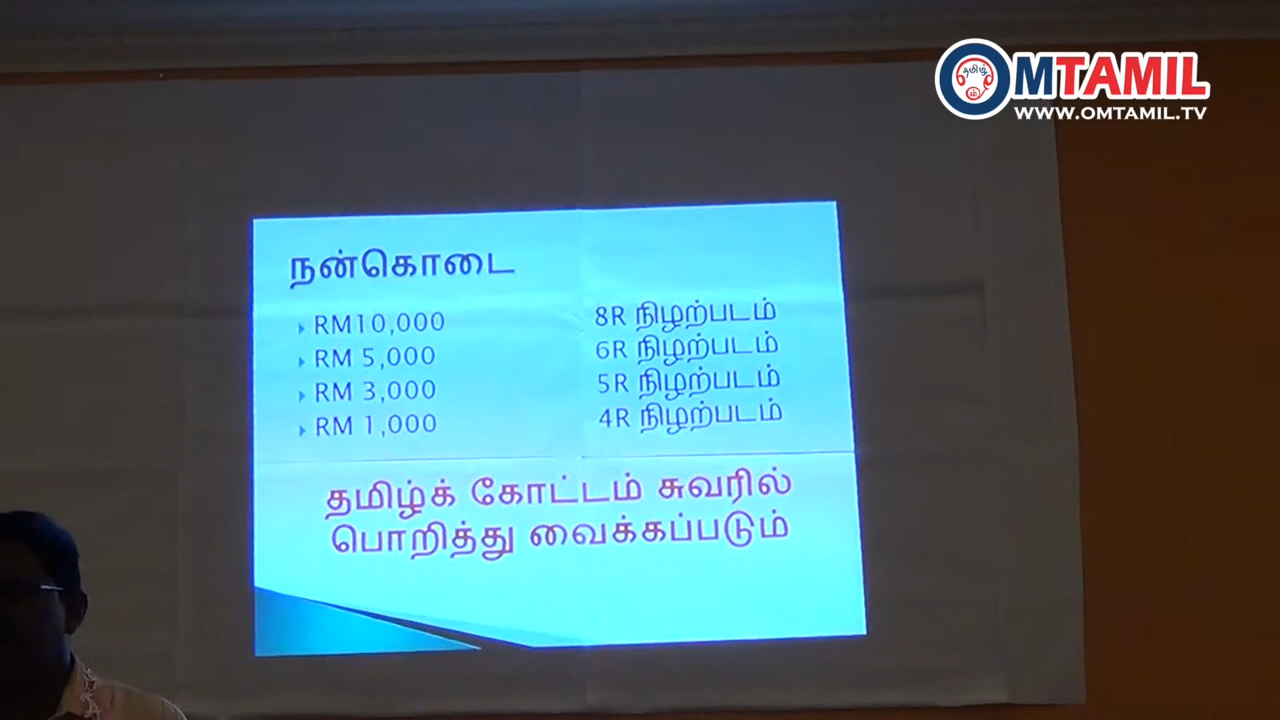 OMTAMIL
தமிழ்
WWW.OMTAMIL.TV
நன்கொடை
RM10,000 8R நிழற்படம்
RM 5,000 6R நிழற்படம்
RM 3,000 5R நிழற்படம்
RM 1,000 4R நிழற்படம்
தமிழ்க் கோட்டம் சுவரில்
பொறித்து வைக்கப்படும்